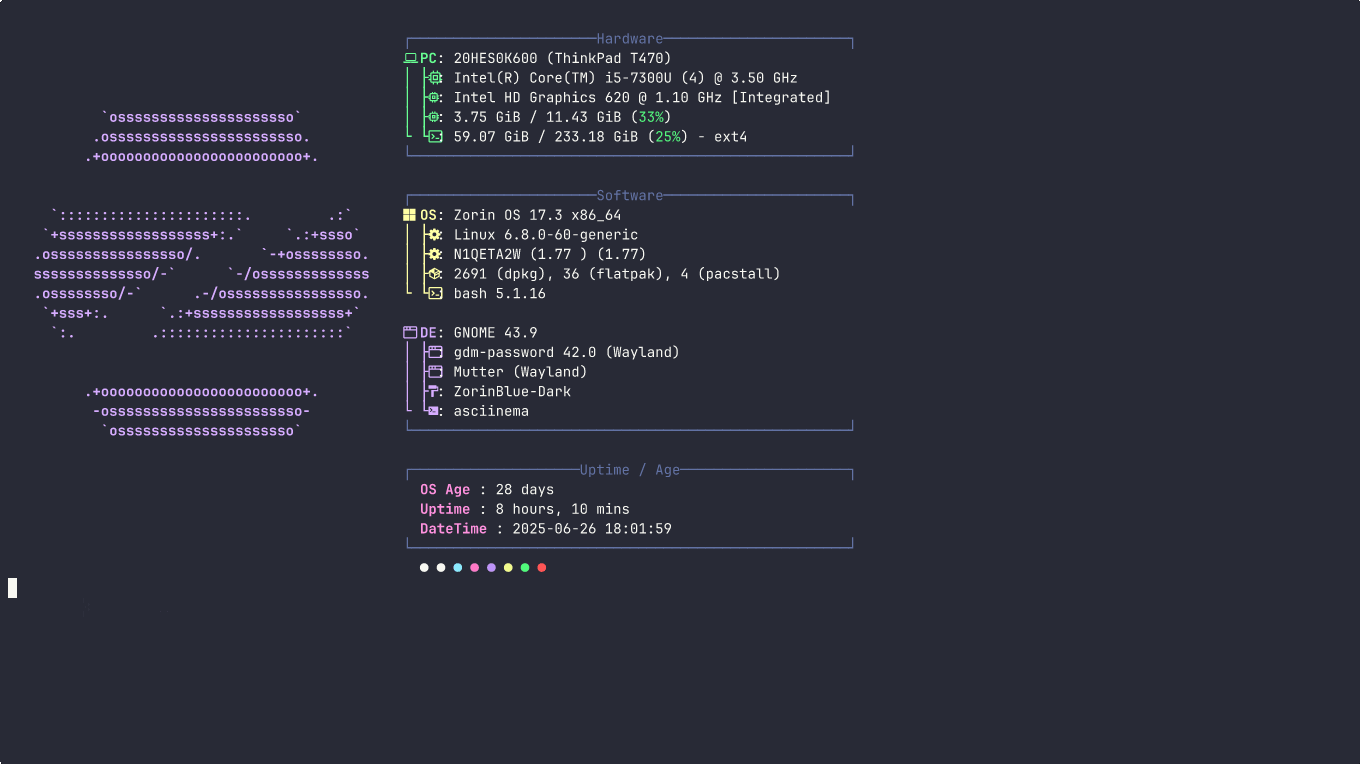 Hardware
PC: 20HES0K600 (ThinkPad T470)
: Intel(R) Core(TM) i5-7300U (4) @ 3.50 GHz
: Intel HD Graphics 620 @ 1.10 GHz [Integrated]
: 3.75 GiB / 11.43 GiB (33%)
59.07 GiB / 233.18 GiB (25%) - ext4
`osssssssssssssssssssso`
.osssssssssssssssssssssso.
.+oooooooooooooooooooooooo+.
Software
OS: Zorin OS 17.3 x86_64
: Linux 6.8.0-60-generic
: N1QETA2W (1.77 ) (1.77)
: 2691 (dpkg), 36 (flatpak), 4 (pacstall)
bash 5.1.16
`::::::::::::::::::::::. .:`
`+ssssssssssssssssss+:.` `.:+ssso`
.ossssssssssssssso/. `-+ossssssso.
ssssssssssssso/-` `-/osssssssssssss
.ossssssso/-` .-/ossssssssssssssso.
`+sss+:. `.:+ssssssssssssssssss+`
`:. .::::::::::::::::::::::`
DE: GNOME 43.9
gdm-password 42.0 (Wayland)
Mutter (Wayland)
: ZorinBlue-Dark
: asciinema
.+oooooooooooooooooooooooo+.
-osssssssssssssssssssssso-
`osssssssssssssssssssso`
Uptime / Age
OS Age : 28 days
Uptime : 8 hours, 10 mins
DateTime : 2025-06-26 18:01:59